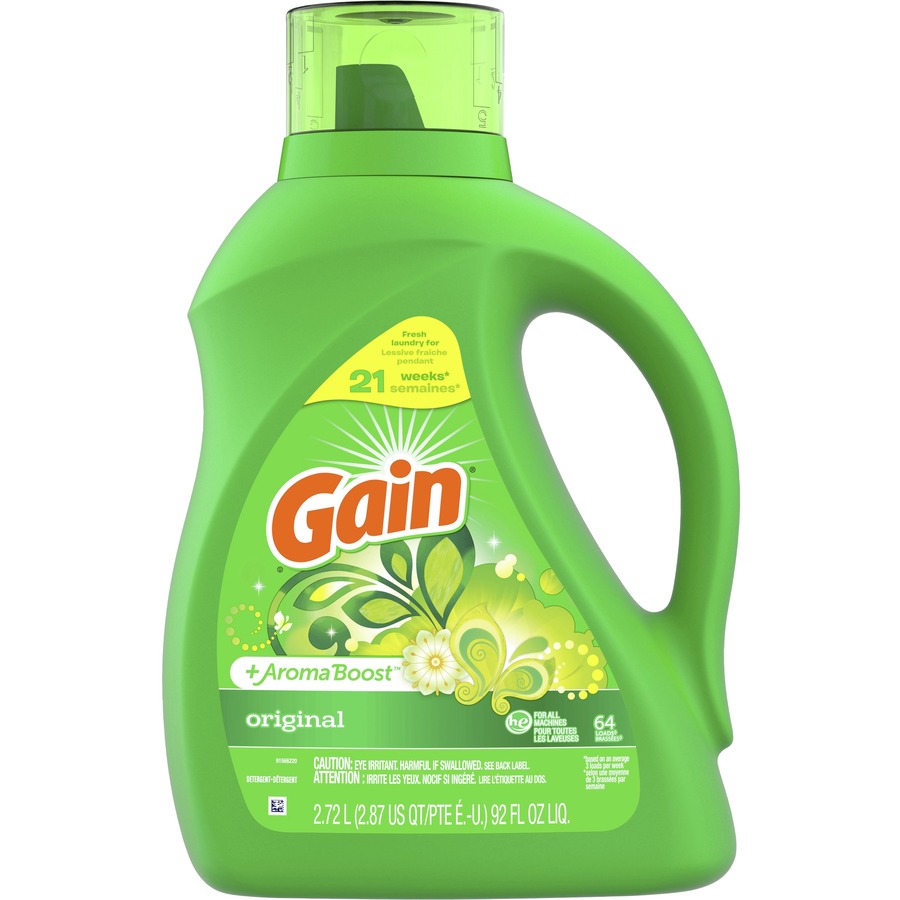 Fresh
laundry for
Lessive fraîche
pendant
21 weeks*
semaines*
Gain®
®
+AromaBoost™
original
he
FOR ALL
MACHINES
POUR TOUTES
LES LAVEUSES
64
LOADS◊
BRASSÉES◊
*based on an average
3 loads per week
*selon une moyenne
de 3 brassées par
semaine
91568220
DETERGENT•DÉTERGENT
CAUTION: EYE IRRITANT. HARMFUL IF SWALLOWED. SEE BACK LABEL.
ATTENTION : IRRITE LES YEUX. NOCIF SI INGÉRÉ. LIRE L'ÉTIQUETTE AU DOS.
2.72 L (2.87 US QT/PTE É.-U.) 92 FL OZ LIQ.